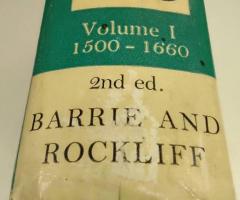 Volume I
1500 - 1660
2nd ed.
BARRIE AND
ROCKLIFF